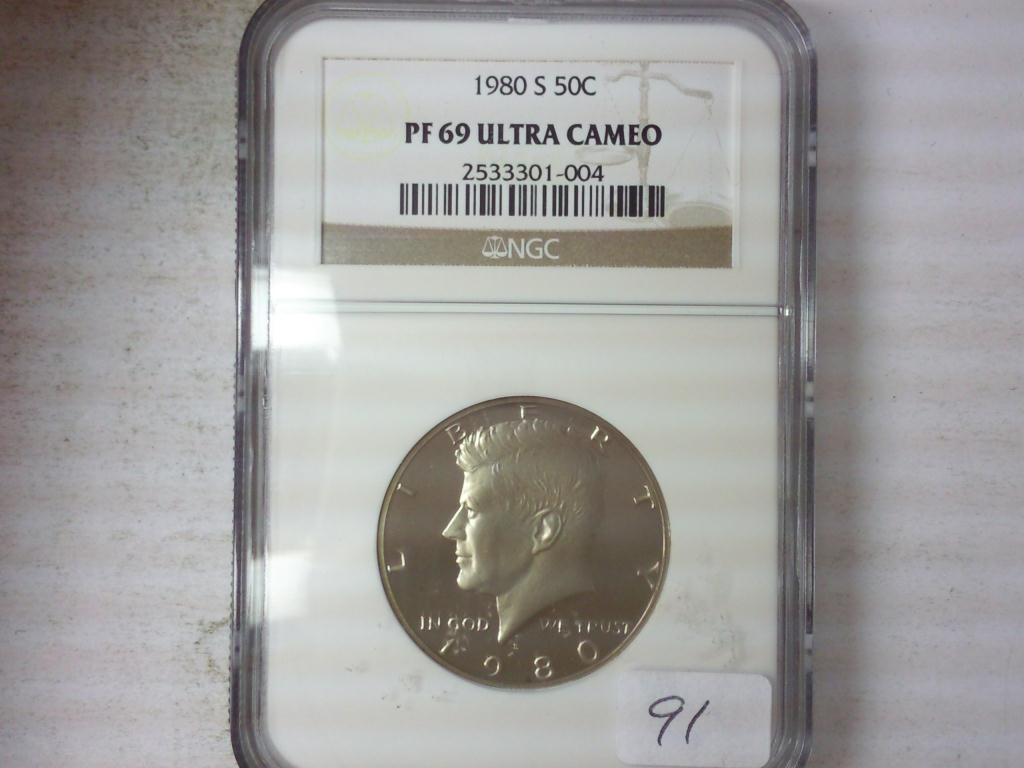 1980 S 50C
PF 69 ULTRA CAMEO
2533301-004
NGC
LIBERTY
IN GOD WE TRUST
1980
91